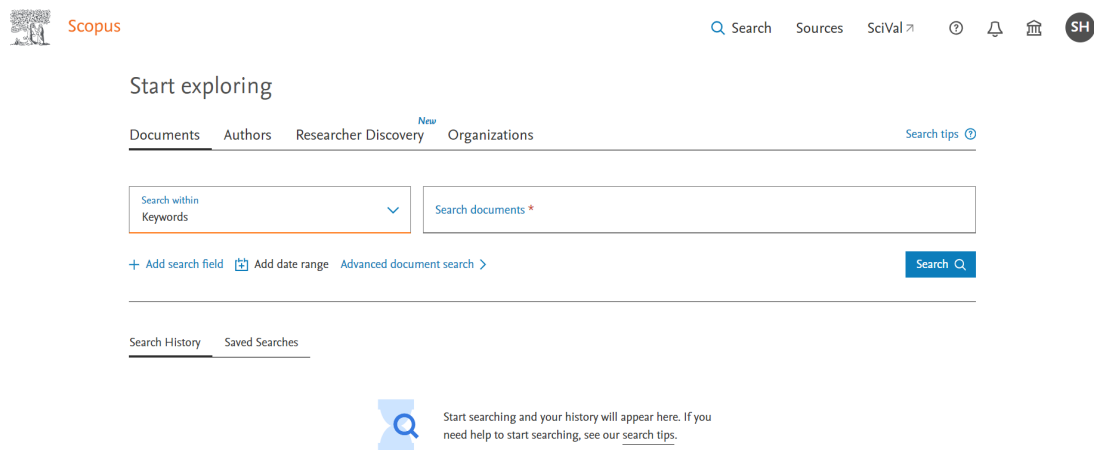 Scopus
Search Sources SciVal SH
Start exploring
New
Documents Authors Researcher Discovery Organizations Search tips
Search within
Keywords
Search documents *
Add search field Add date range Advanced document search
Search
Search History Saved Searches
Start searching and your history will appear here. If you
need help to start searching, see our search tips.